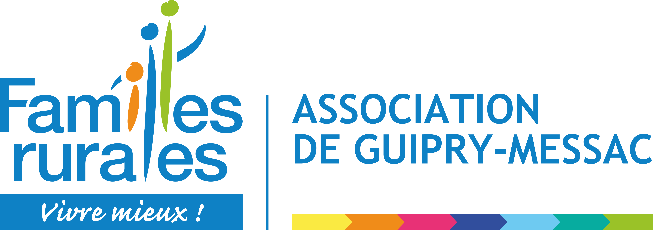 Familles
rurales
Vivre mieux !
ASSOCIATION
DE GUIPRY-MESSAC